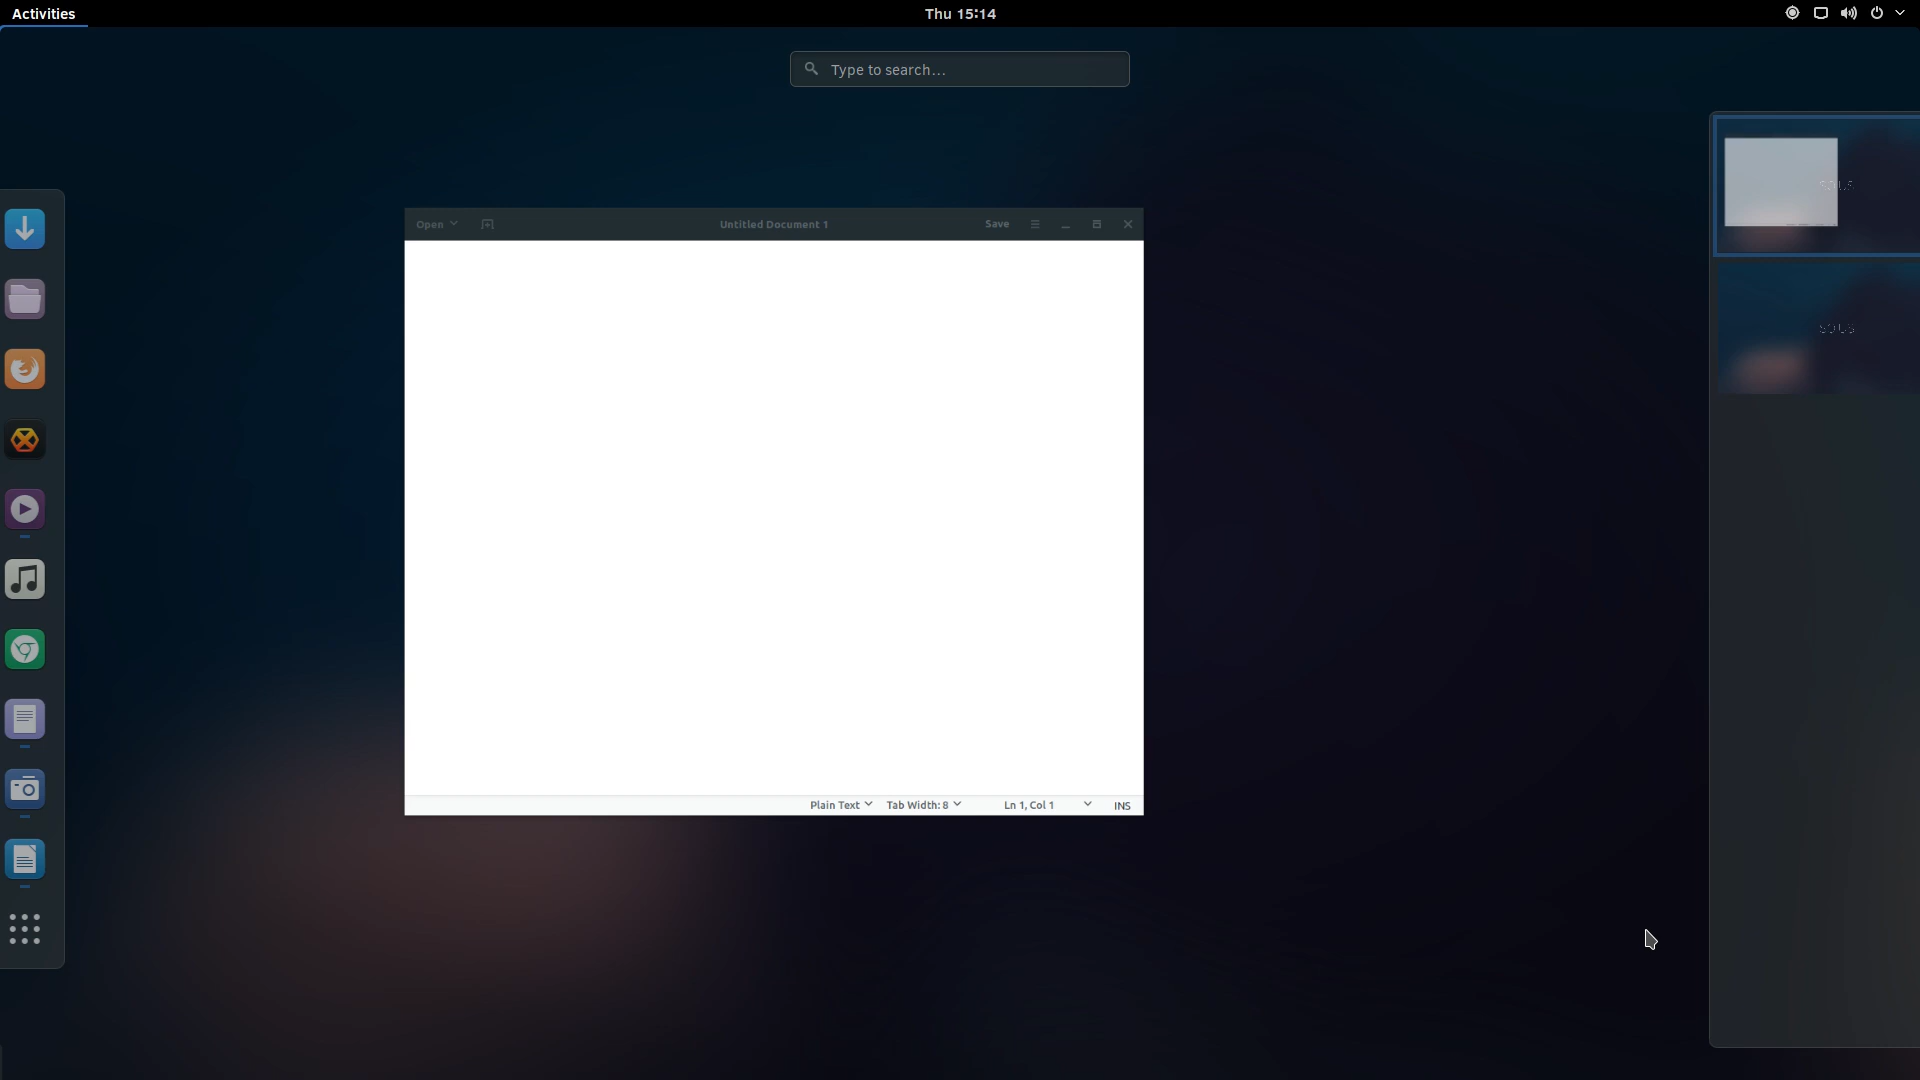 Activities
Thu 15:14
Type to search...
Open
Untitled Document 1
Save
Plain Text
Tab Width: 8
Ln 1, Col 1
INS